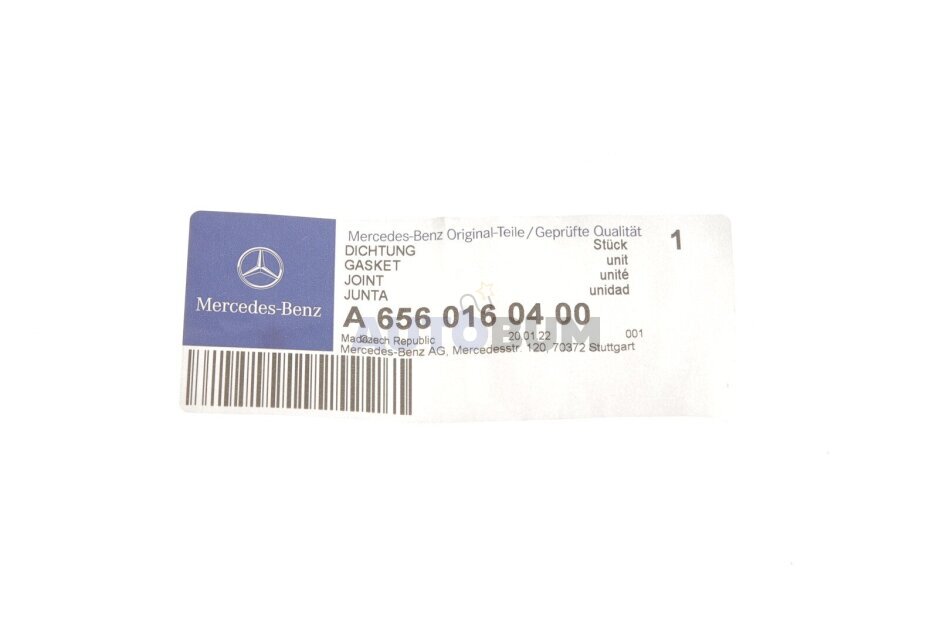 Mercedes-Benz
Mercedes-Benz Original-Teile/Geprüfte Qualität
DICHTUNG Stück 1
GASKET unit
JOINT unité
JUNTA unidad
A 656 016 04 00
AUTOBUM
Czech Republic 20.01.22 001
Mercedes-Benz AG, Mercedesstr. 120, 70372 Stuttgart